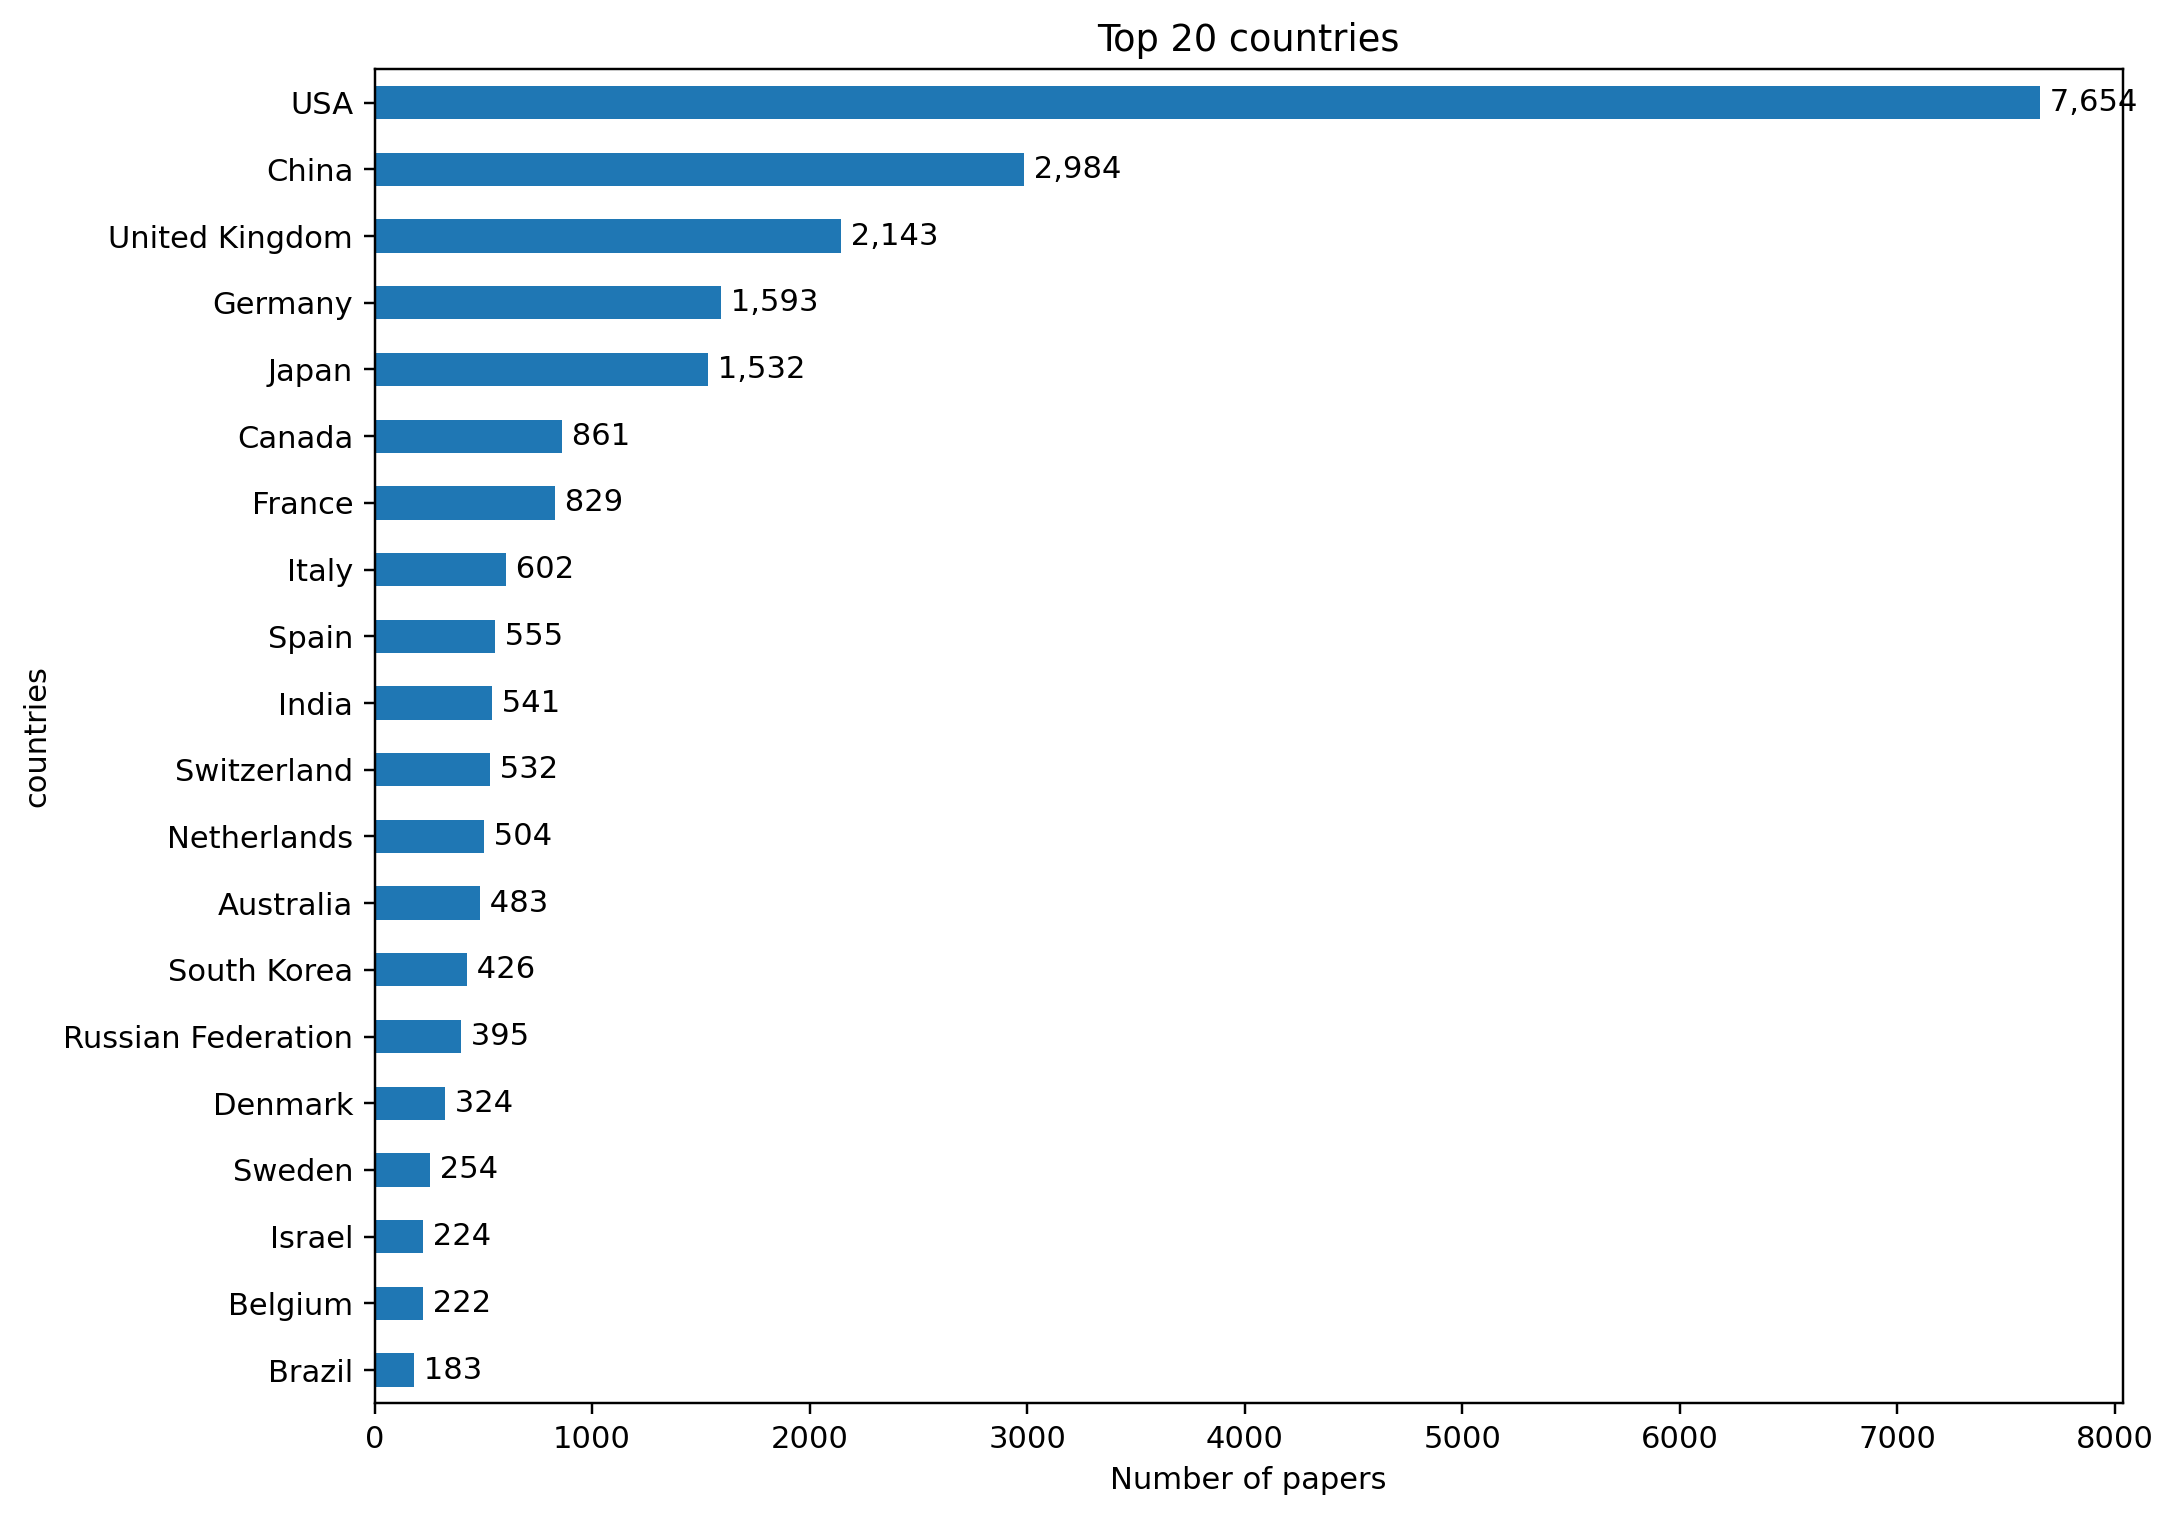 Top 20 countries
USA 7,654
China 2,984
United Kingdom 2,143
Germany 1,593
Japan 1,532
Canada 861
France 829
Italy 602
Spain 555
India 541
Switzerland 532
Netherlands 504
Australia 483
South Korea 426
Russian Federation 395
Denmark 324
Sweden 254
Israel 224
Belgium 222
Brazil 183
countries
0 1000 2000 3000 4000 5000 6000 7000 8000
Number of papers